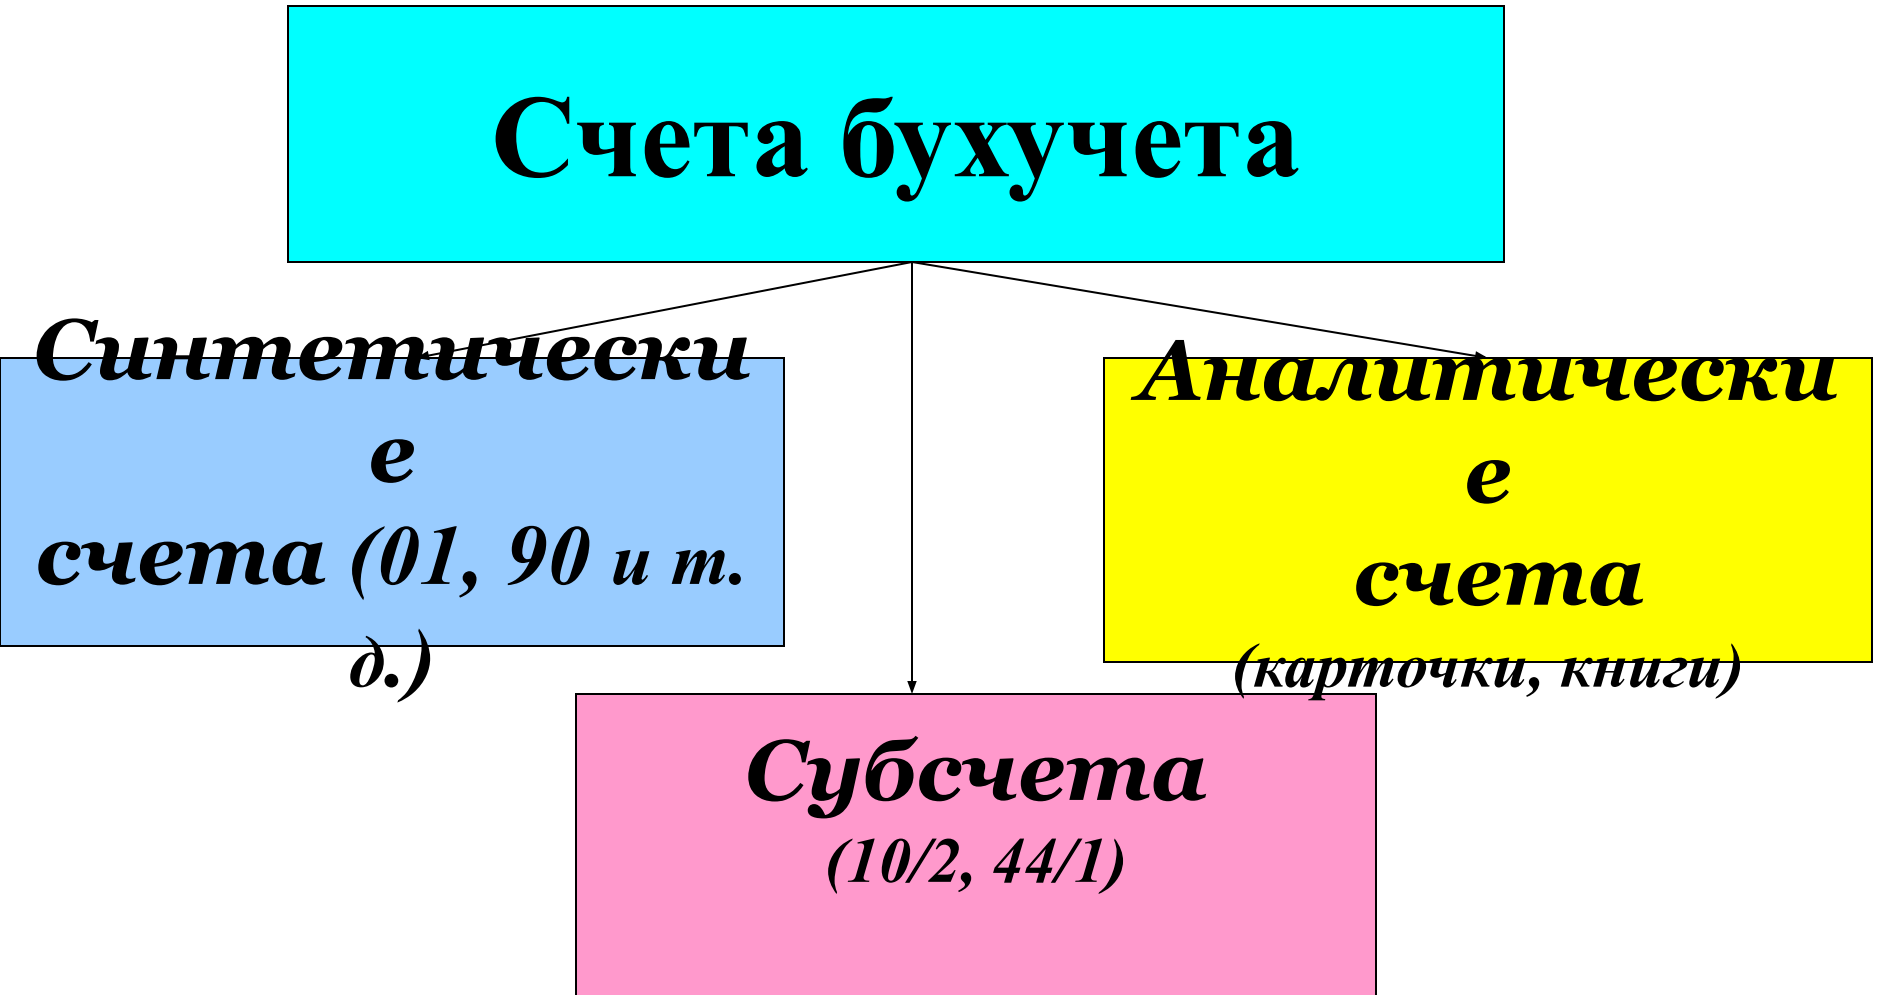 Счета бухучета
Синтетически
е
счета (01, 90 и т.
д.)
Аналитически
е
счета
(карточки, книги)
Субсчета
(10/2, 44/1)